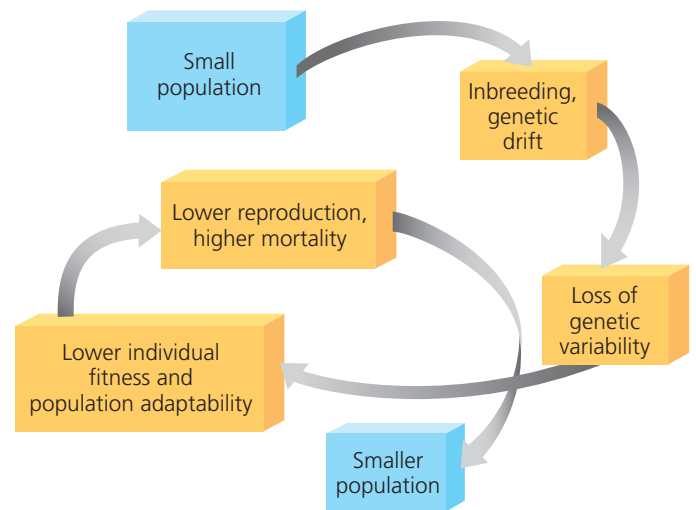 Small
population
Inbreeding,
genetic
drift
Loss of
genetic
variability
Lower individual
fitness and
population adaptability
Lower reproduction,
higher mortality
Smaller
population